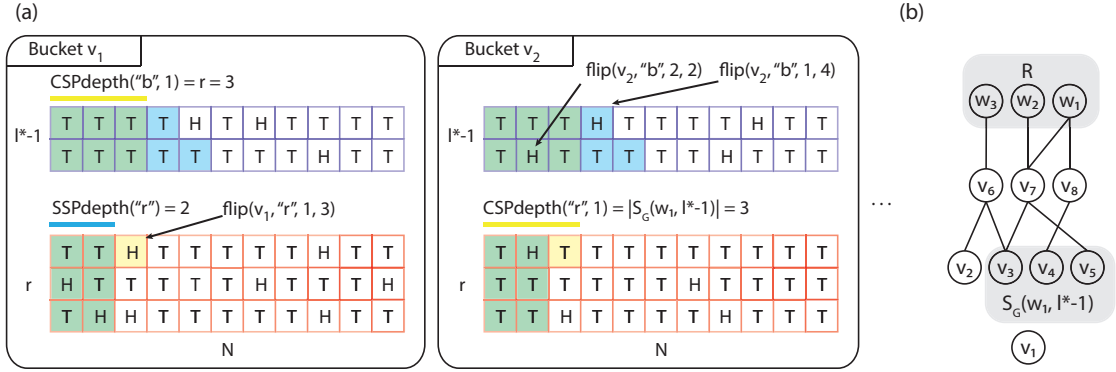 (a)
Bucket v1
CSPdepth("b", 1) = r = 3
l*-1
T T T T H T H T T T T
T T T T T T T T H T T
SSPdepth("r") = 2
flip(v1, "r", 1, 3)
r
T T H T T T T T H T T
H T T T T T H T T T H
T H H T T T T T H T T
N
Bucket v2
flip(v2, "b", 2, 2)
flip(v2, "b", 1, 4)
l*-1
T T T H T T T T H T T
T H T T T T T H T T T
CSPdepth("r", 1) = |SG(w1, l*-1)| = 3
r
T H T T T T T T T T T
T T T T T T H T T T T
T T H T T T T H T T T
N
...
(b)
R
w3 w2 w1
v6 v7 v8
v2 v3 v4 v5
SG(w1, l*-1)
v1